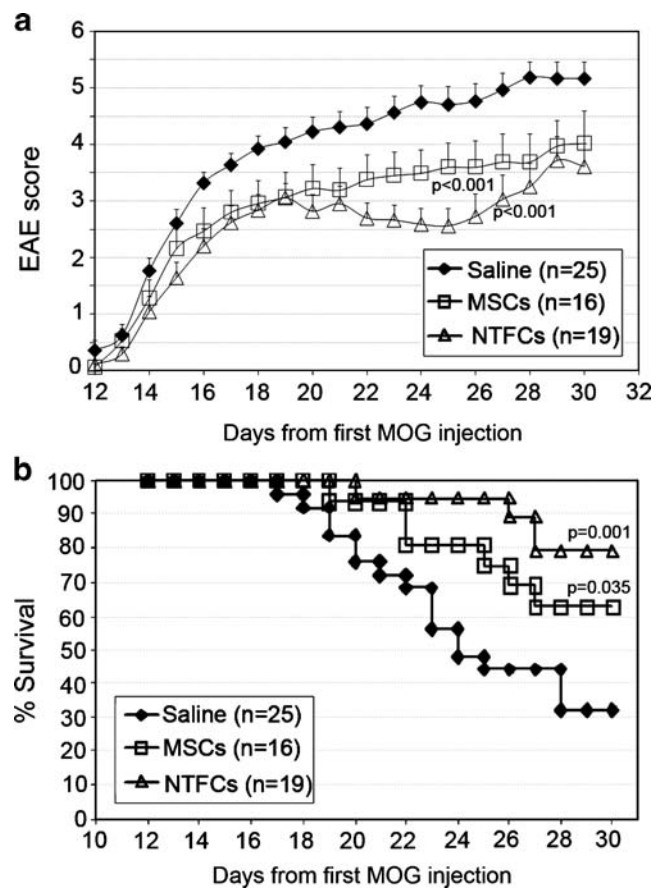 a
6
5
4
3
2
1
0
EAE score
p<0.001
p<0.001
Saline (n=25)
MSCs (n=16)
NTFCs (n=19)
12 14 16 18 20 22 24 26 28 30 32
Days from first MOG injection
b
100
90
80
70
60
50
40
30
20
10
0
% Survival
p=0.001
p=0.035
Saline (n=25)
MSCs (n=16)
NTFCs (n=19)
10 12 14 16 18 20 22 24 26 28 30
Days from first MOG injection